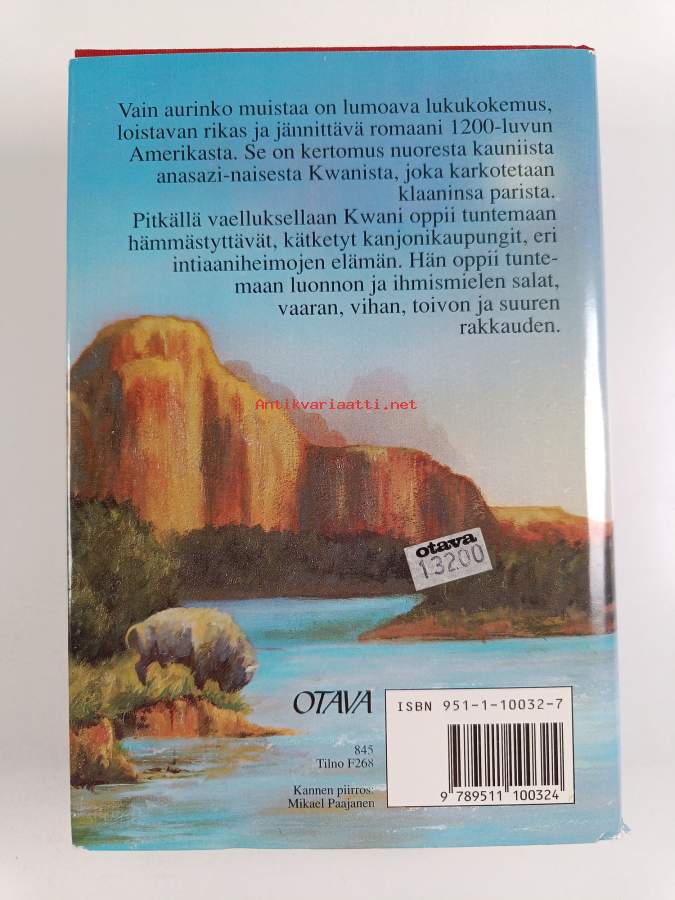 Vain aurinko muistaa on lumoava lukukokemus,
loistavan rikas ja jännittävä romaani 1200-luvun
Amerikasta. Se on kertomus nuoresta kauniista
anasazi-naisesta Kwanista, joka karkotetaan
klaaninsa parista.
Pitkällä vaelluksellaan Kwani oppii tuntemaan
hämmästyttävät, kätketyt kanjonikaupungit, eri
intiaaniheimojen elämän. Hän oppii tunte-
maan luonnon ja ihmismielen salat,
vaaran, vihan, toivon ja suuren
rakkauden.
Antikvariaatti.net
otava
13200
OTAVA
845
Tilno F268
Kannen piirros:
Mikael Paajanen
ISBN 951-1-10032-7
9 789511 100324